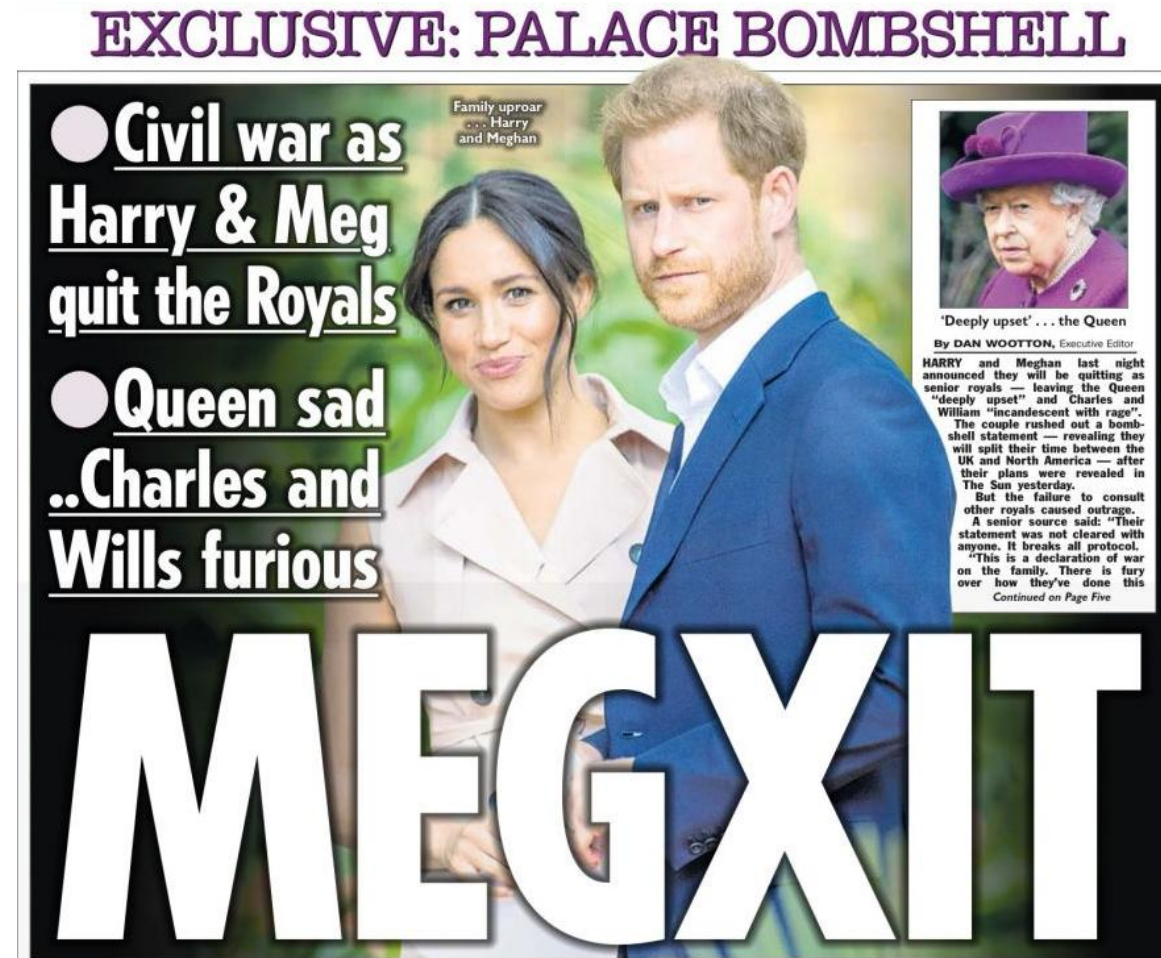 EXCLUSIVE: PALACE BOMBSHELL
Civil war as
Harry & Meg
quit the Royals
Queen sad
..Charles and
Wills furious
Family uproar
. . . Harry
and Meghan
'Deeply upset' . . . the Queen
By DAN WOOTTON, Executive Editor
HARRY and Meghan last night
announced they will be quitting as
senior royals — leaving the Queen
“deeply upset” and Charles and
William “incandescent with rage”.
The couple rushed out a bomb-
shell statement — revealing they
will split their time between the
UK and North America — after
their plans were revealed in
The Sun yesterday.
But the failure to consult
other royals caused outrage.
A senior source said: “Their
statement was not cleared with
anyone. It breaks all protocol.
“This is a declaration of war
on the family. There is fury
over how they’ve done this
Continued on Page Five
MEGXIT